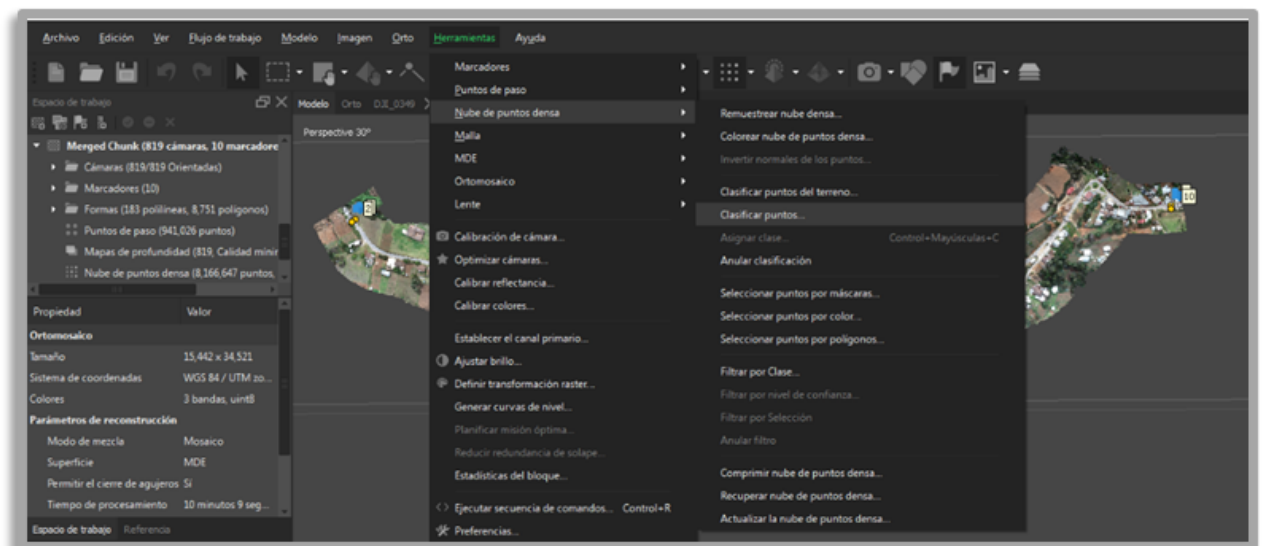 Archivo Edición Ver Flujo de trabajo Modelo Imagen Orto Herramientas Ayuda
Espacio de trabajo
Merged Chunk (819 cámaras, 10 marcadore
Cámaras (819/819 Orientadas)
Marcadores (10)
Formas (183 polilíneas, 8,751 polígonos)
Puntos de paso (941,026 puntos)
Mapas de profundidad (819, Calidad mínir
Nube de puntos densa (8,166,647 puntos,
Propiedad Valor
Ortomosaico
Tamaño 15,442 x 34,521
Sistema de coordenadas WGS 84 / UTM zo...
Colores 3 bandas, uint8
Parámetros de reconstrucción
Modo de mezcla Mosaico
Superficie MDE
Permitir el cierre de agujeros Sí
Tiempo de procesamiento 10 minutos 9 seg...
Espacio de trabajo Referencia
Modelo Orto DJI_0349
Perspective 30°
2
Marcadores
Puntos de paso
Nube de puntos densa
Malla
MDE
Ortomosaico
Lente
Calibración de cámara...
Optimizar cámaras...
Calibrar reflectancia...
Calibrar colores...
Establecer el canal primario...
Ajustar brillo...
Definir transformación raster...
Generar curvas de nivel...
Planificar misión óptima...
Reducir redundancia de solape...
Estadísticas del bloque...
Ejecutar secuencia de comandos... Control+R
Preferencias...
Remuestrear nube densa...
Colorear nube de puntos densa...
Invertir normales de los puntos...
Clasificar puntos del terreno...
Clasificar puntos...
Asignar clase... Control+Mayúsculas+C
Anular clasificación
Seleccionar puntos por máscaras...
Seleccionar puntos por color...
Seleccionar puntos por polígonos...
Filtrar por Clase...
Filtrar por nivel de confianza...
Filtrar por Selección
Anular filtro
Comprimir nube de puntos densa...
Recuperar nube de puntos densa...
Actualizar la nube de puntos densa...
10